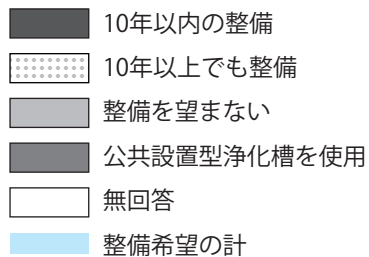 10年以内の整備
10年以上でも整備
整備を望まない
公共設置型浄化槽を使用
無回答
整備希望の計